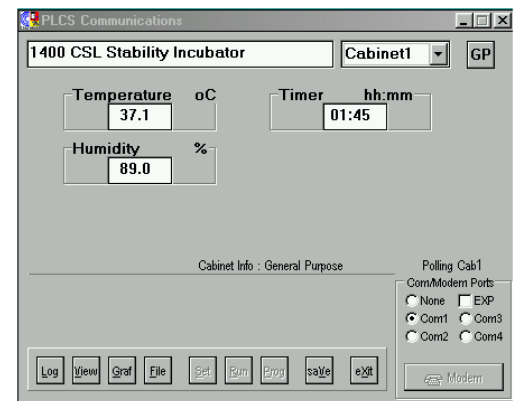 PLCS Communications
1400 CSL Stability Incubator Cabinet1 GP
Temperature oC Timer hh:mm
37.1 01:45
Humidity %
89.0
Cabinet Info : General Purpose Polling Cab1
Com/Modem Ports
None EXP
Com1 Com3
Com2 Com4
Log View Graf File Set Run Prog saVe eXit Modem